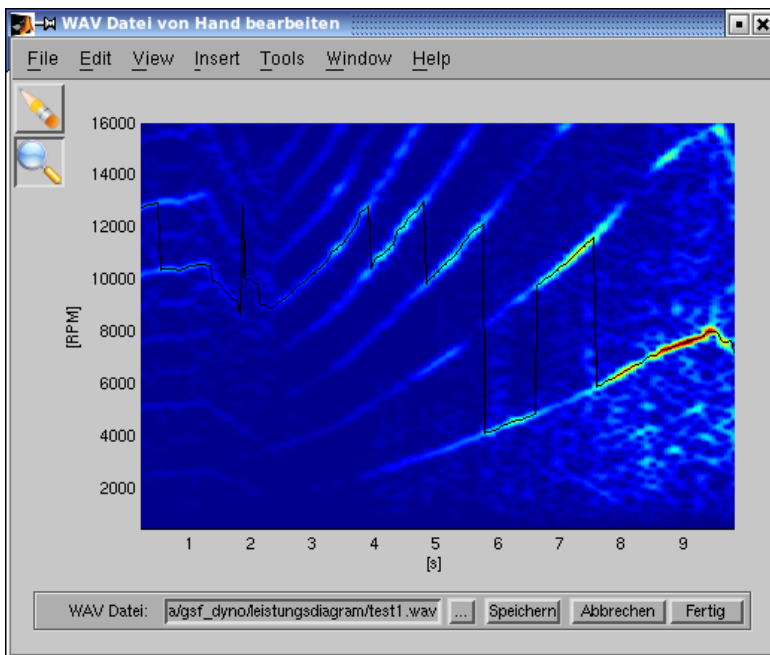 WAV Datei von Hand bearbeiten
File Edit View Insert Tools Window Help
16000
14000
12000
10000
8000
6000
4000
2000
[RPM]
1 2 3 4 5 6 7 8 9
[s]
WAV Datei: a/gsf_dyno/leistungsdiagram/test1.wav ... Speichern Abbrechen Fertig